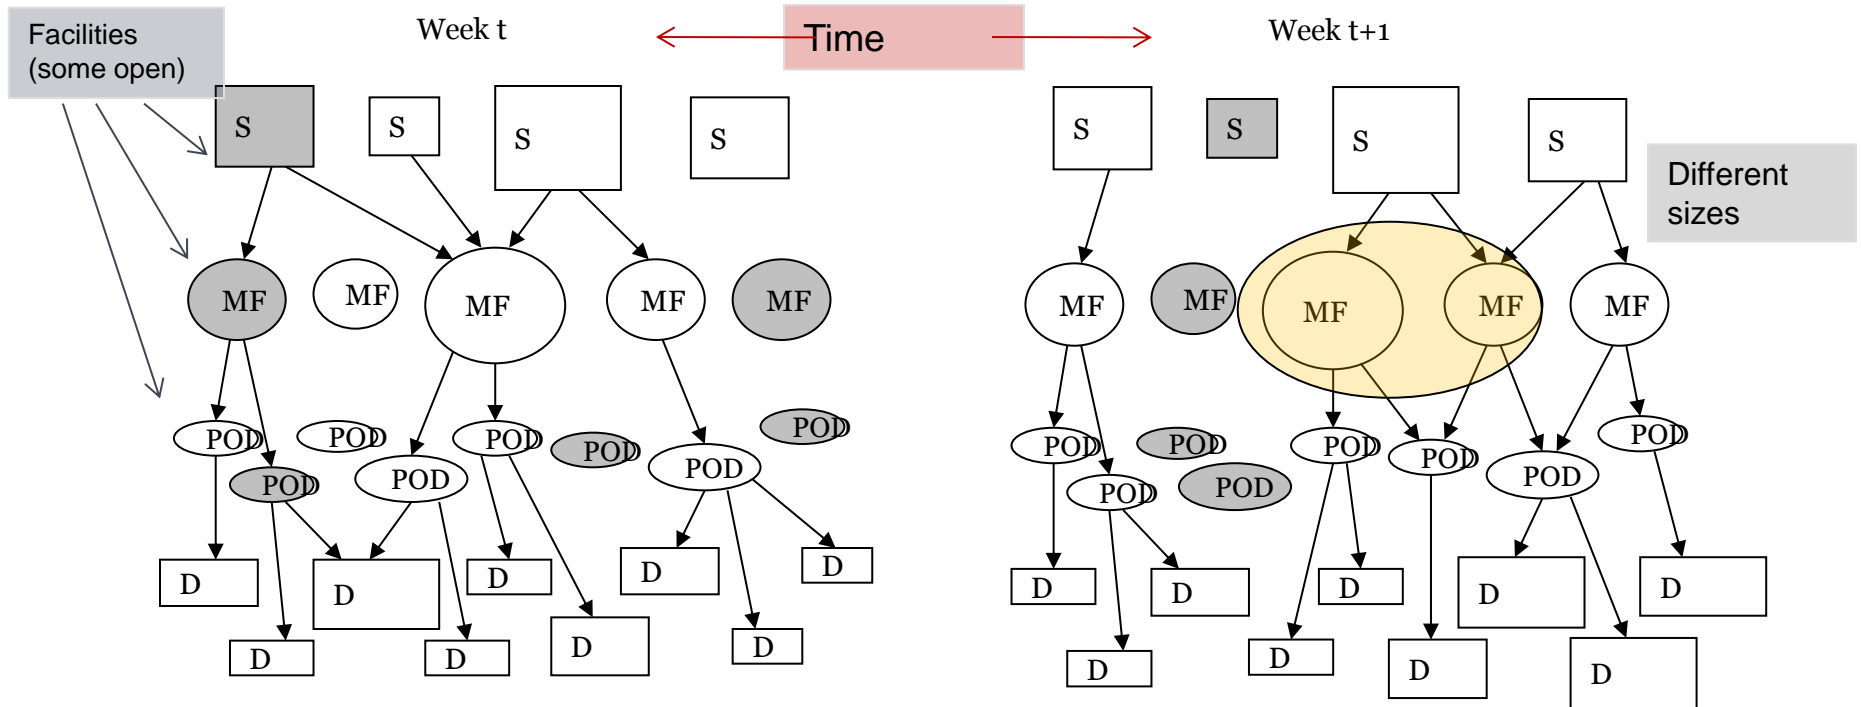 Facilities
(some open)
Week t
Time
Week t+1
Different
sizes
S S S S
S S S S
MF MF MF MF MF
MF MF MF MF MF
POD POD POD POD POD POD
POD POD
POD POD POD POD POD
POD POD POD
D D D D D
D D D D
D D D D D
D D D D